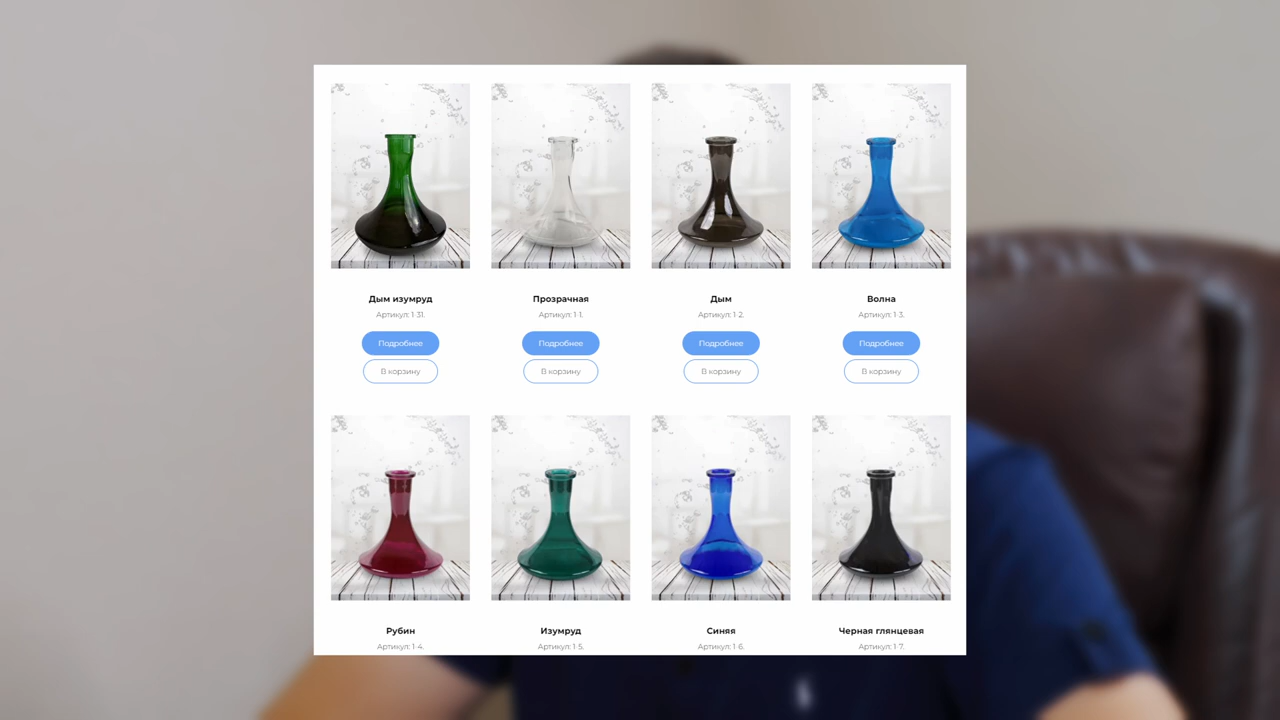 Дым изумруд
Артикул: 1-31.
Подробнее
В корзину
Прозрачная
Артикул: 1-1.
Подробнее
В корзину
Дым
Артикул: 1-2.
Подробнее
В корзину
Волна
Артикул: 1-3.
Подробнее
В корзину
Рубин
Артикул: 1-4.
Изумруд
Артикул: 1-5.
Синяя
Артикул: 1-6.
Черная глянцевая
Артикул: 1-7.